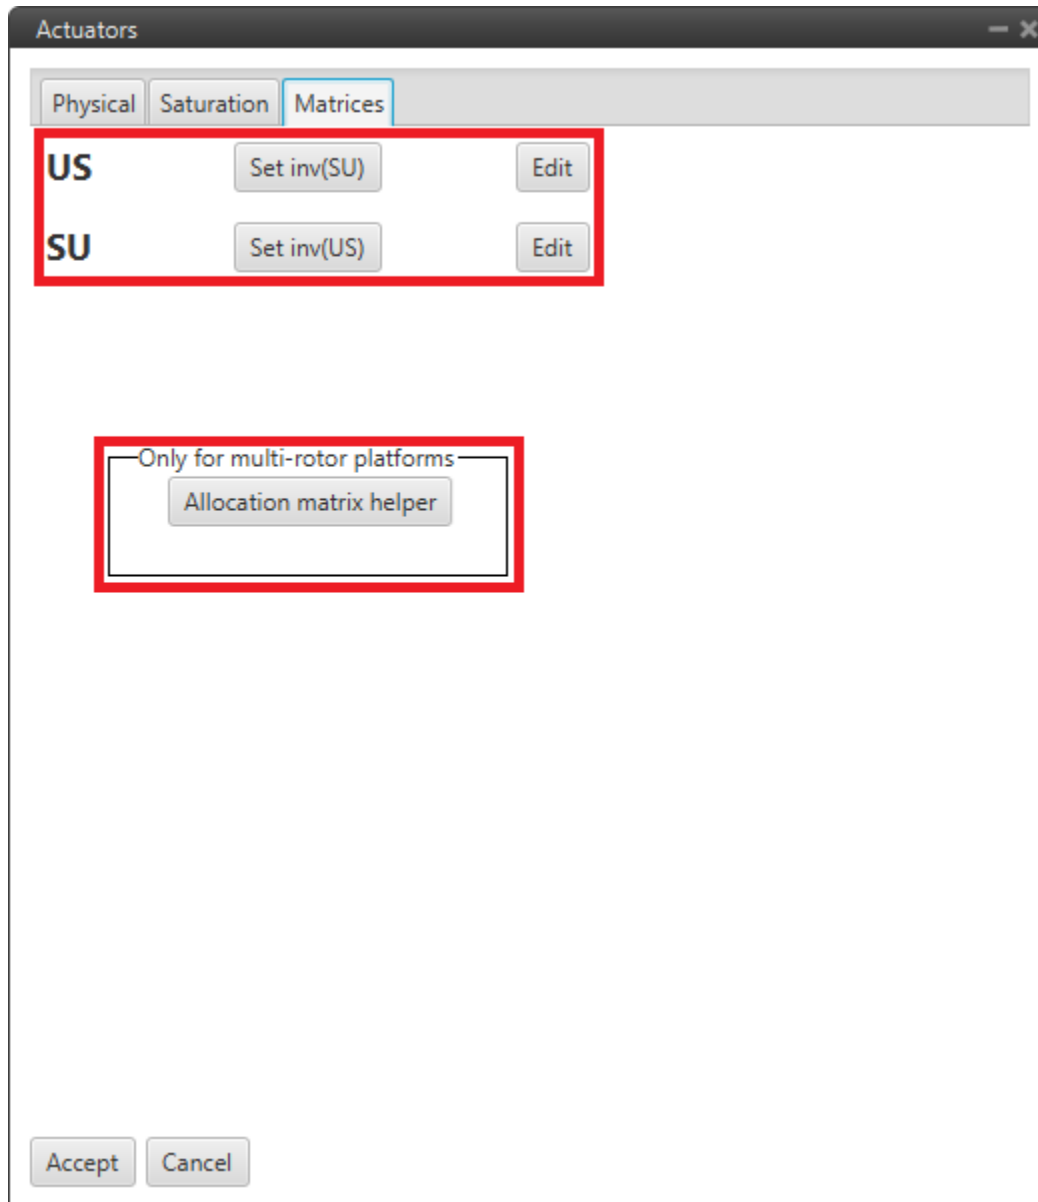 Actuators
Physical Saturation Matrices
US Set inv(SU) Edit
SU Set inv(US) Edit
Only for multi-rotor platforms
Allocation matrix helper
Accept Cancel